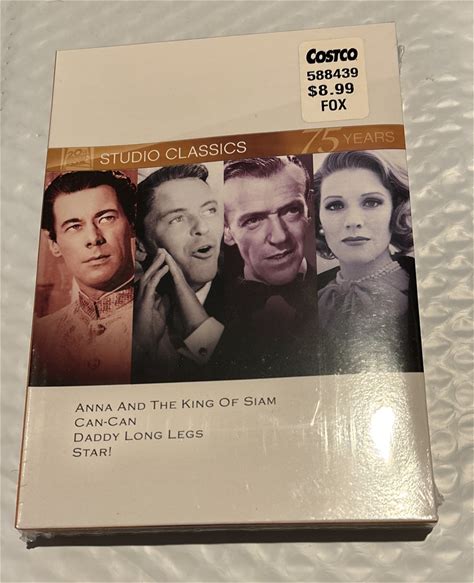 COSTCO
588439
$8.99
FOX
FOX
STUDIO CLASSICS
75 YEARS
ANNA AND THE KING OF SIAM
CAN-CAN
DADDY LONG LEGS
STAR!